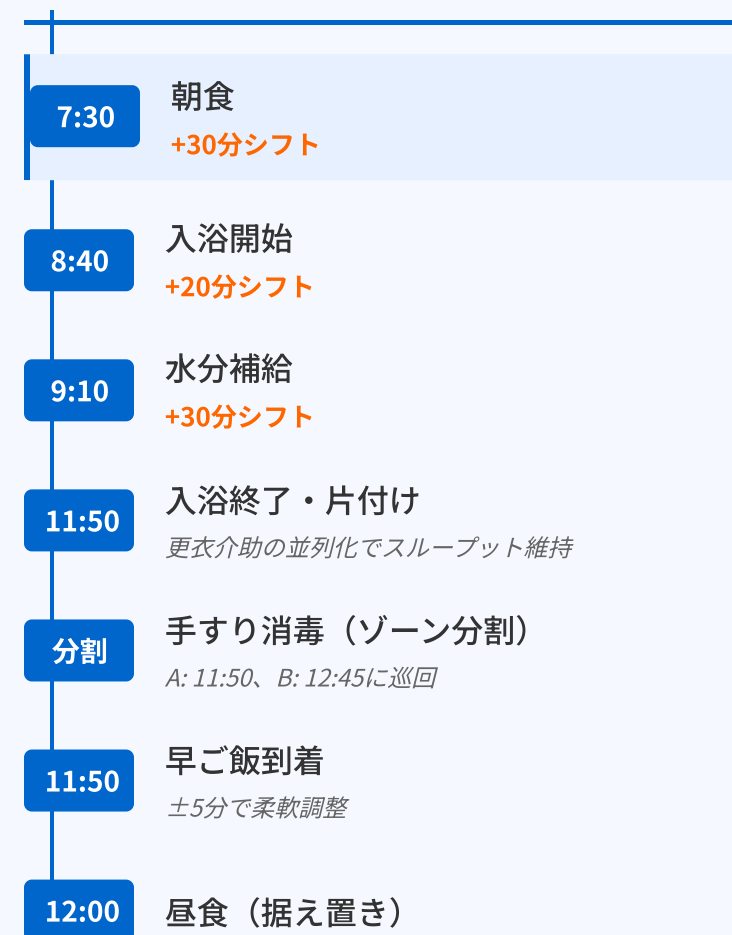 7:30
朝食
+30分シフト
8:40
入浴開始
+20分シフト
9:10
水分補給
+30分シフト
11:50
入浴終了・片付け
更衣介助の並列化でスループット維持
分割
手すり消毒（ゾーン分割）
A: 11:50、B: 12:45に巡回
11:50
早ご飯到着
±5分で柔軟調整
12:00
昼食（据え置き）